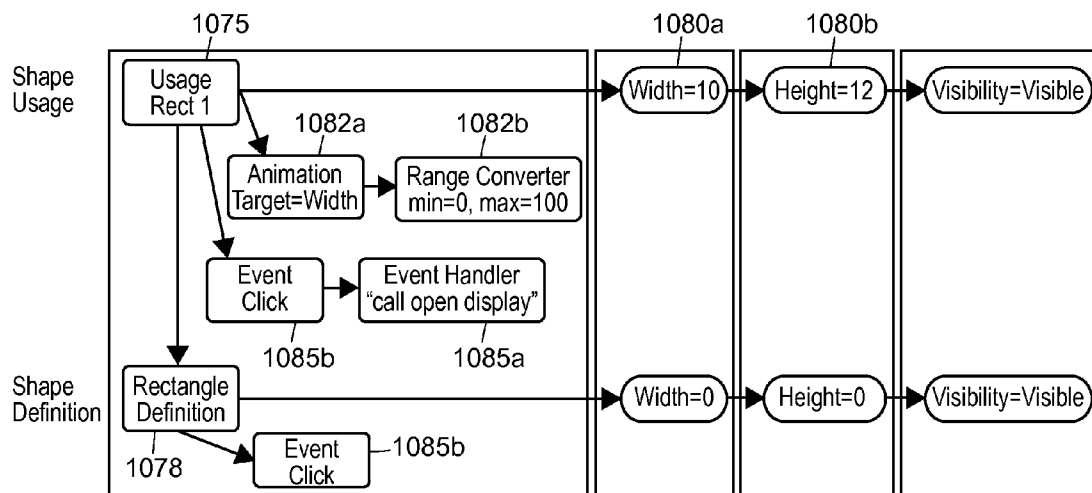 1075
1080a
1080b
Shape
Usage
Usage
Rect 1
Width=10
Height=12
Visibility=Visible
1082a
1082b
Animation
Target=Width
Range Converter
min=0, max=100
Event
Click
Event Handler
“call open display”
1085b
1085a
Shape
Definition
Rectangle
Definition
Width=0
Height=0
Visibility=Visible
1078
Event
Click
1085b